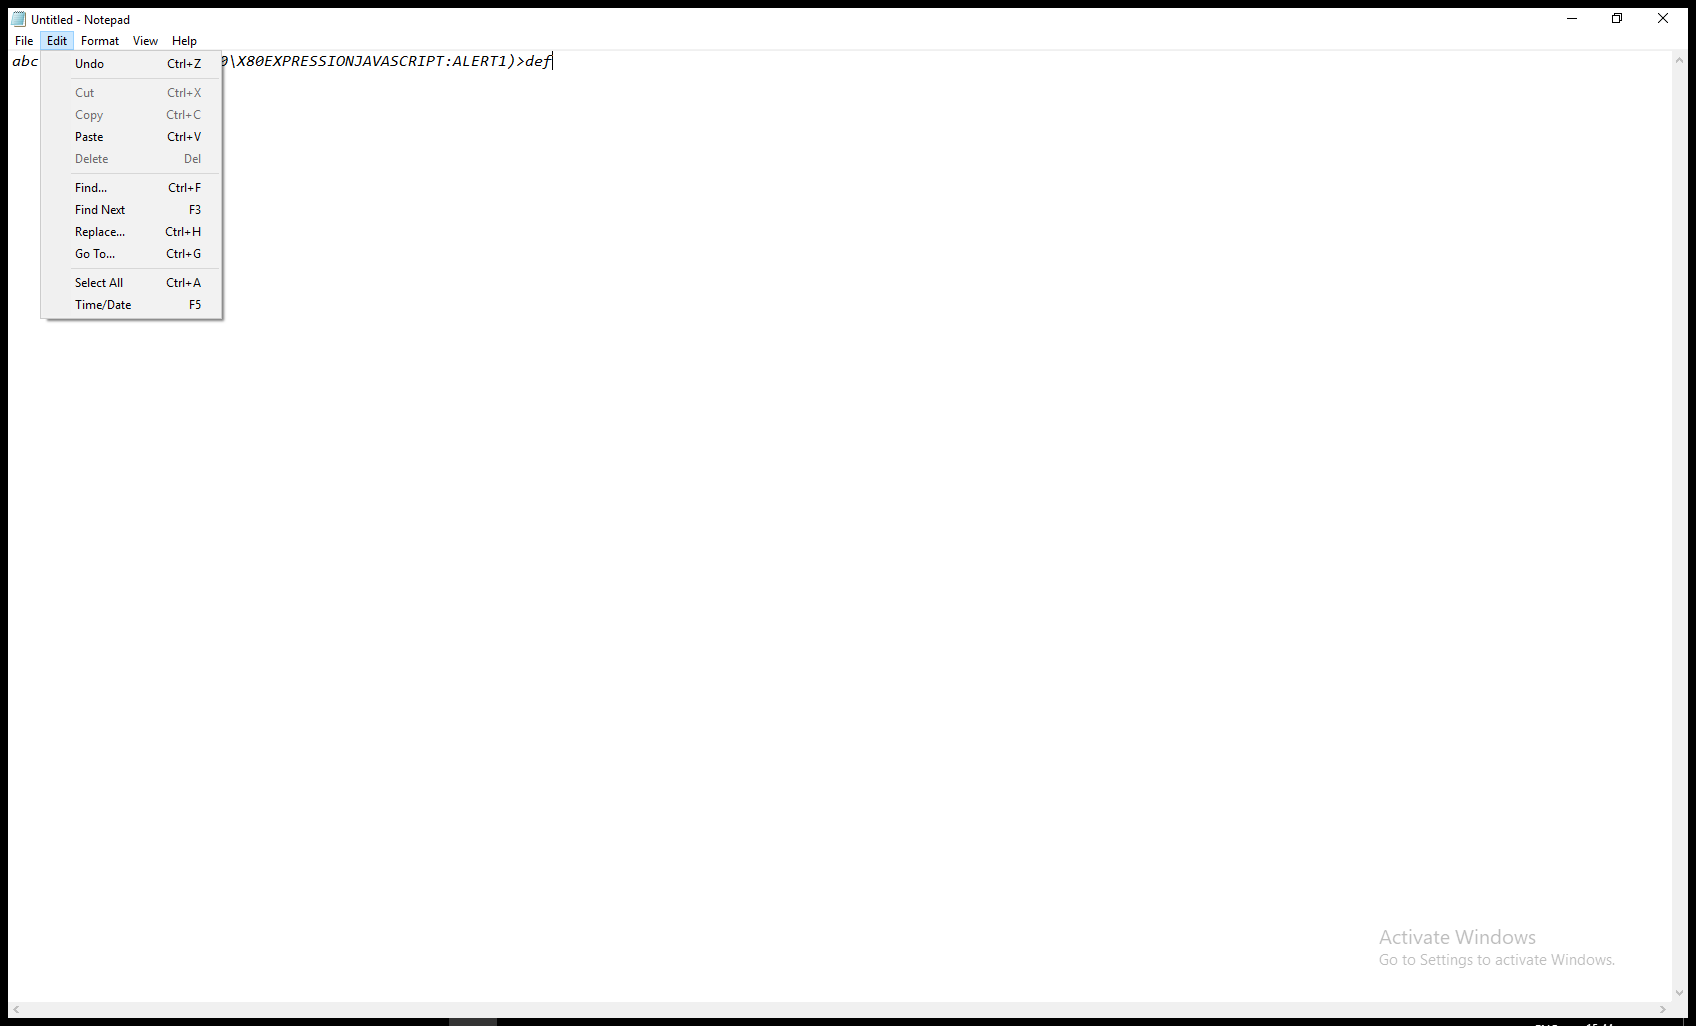 Untitled - Notepad
File Edit Format View Help
abc \X80EXPRESSIONJAVASCRIPT:ALERT1)>def
Undo Ctrl+Z
Cut Ctrl+X
Copy Ctrl+C
Paste Ctrl+V
Delete Del
Find... Ctrl+F
Find Next F3
Replace... Ctrl+H
Go To... Ctrl+G
Select All Ctrl+A
Time/Date F5
Activate Windows
Go to Settings to activate Windows.